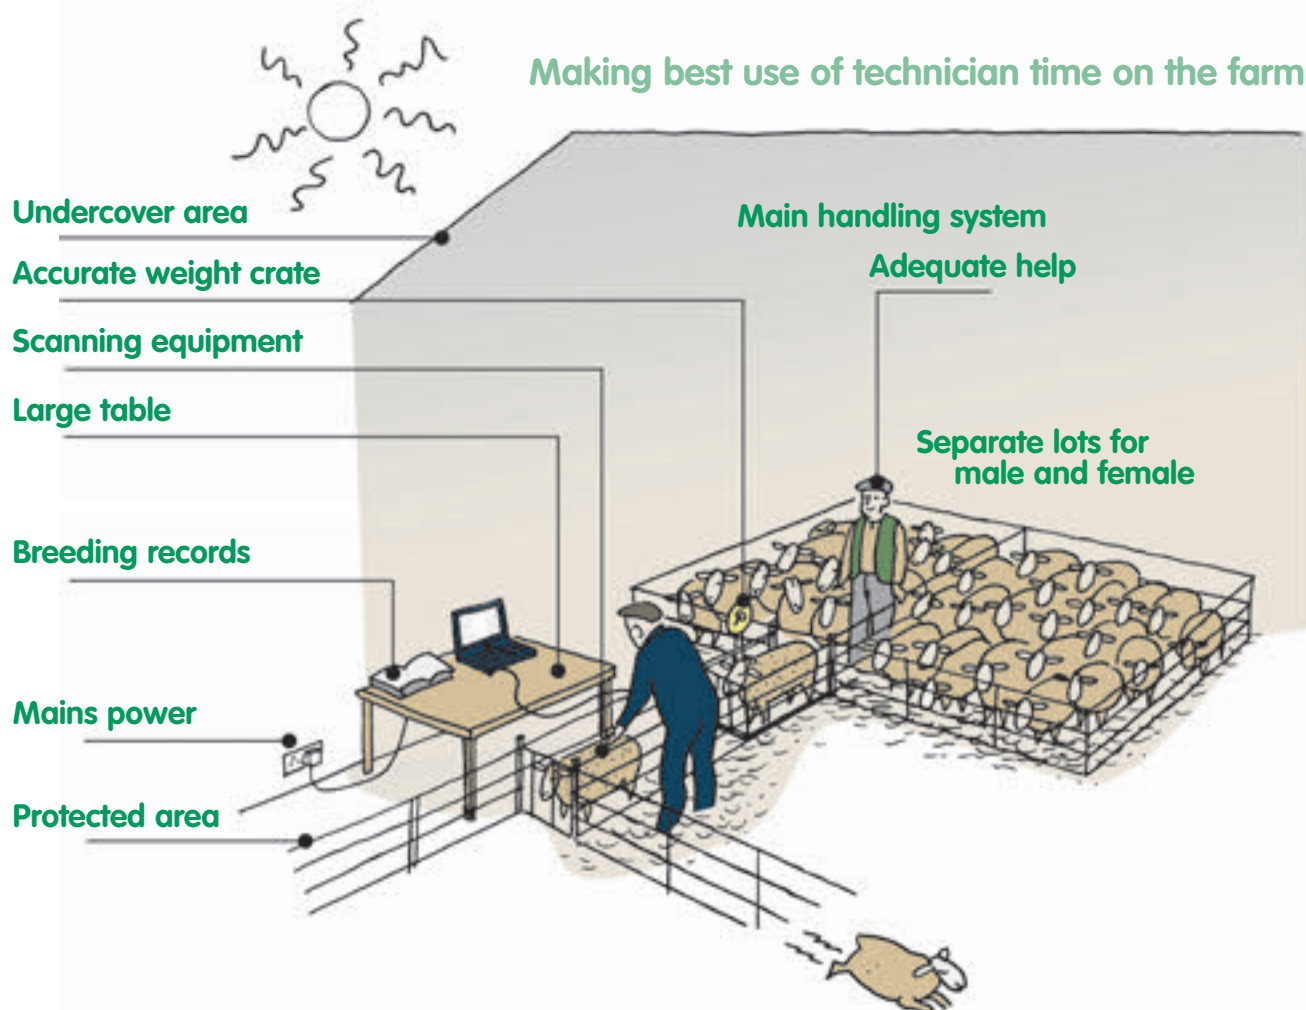 Making best use of technician time on the farm
Undercover area
Main handling system
Accurate weight crate
Adequate help
Scanning equipment
Large table
Separate lots for
male and female
Breeding records
Mains power
Protected area